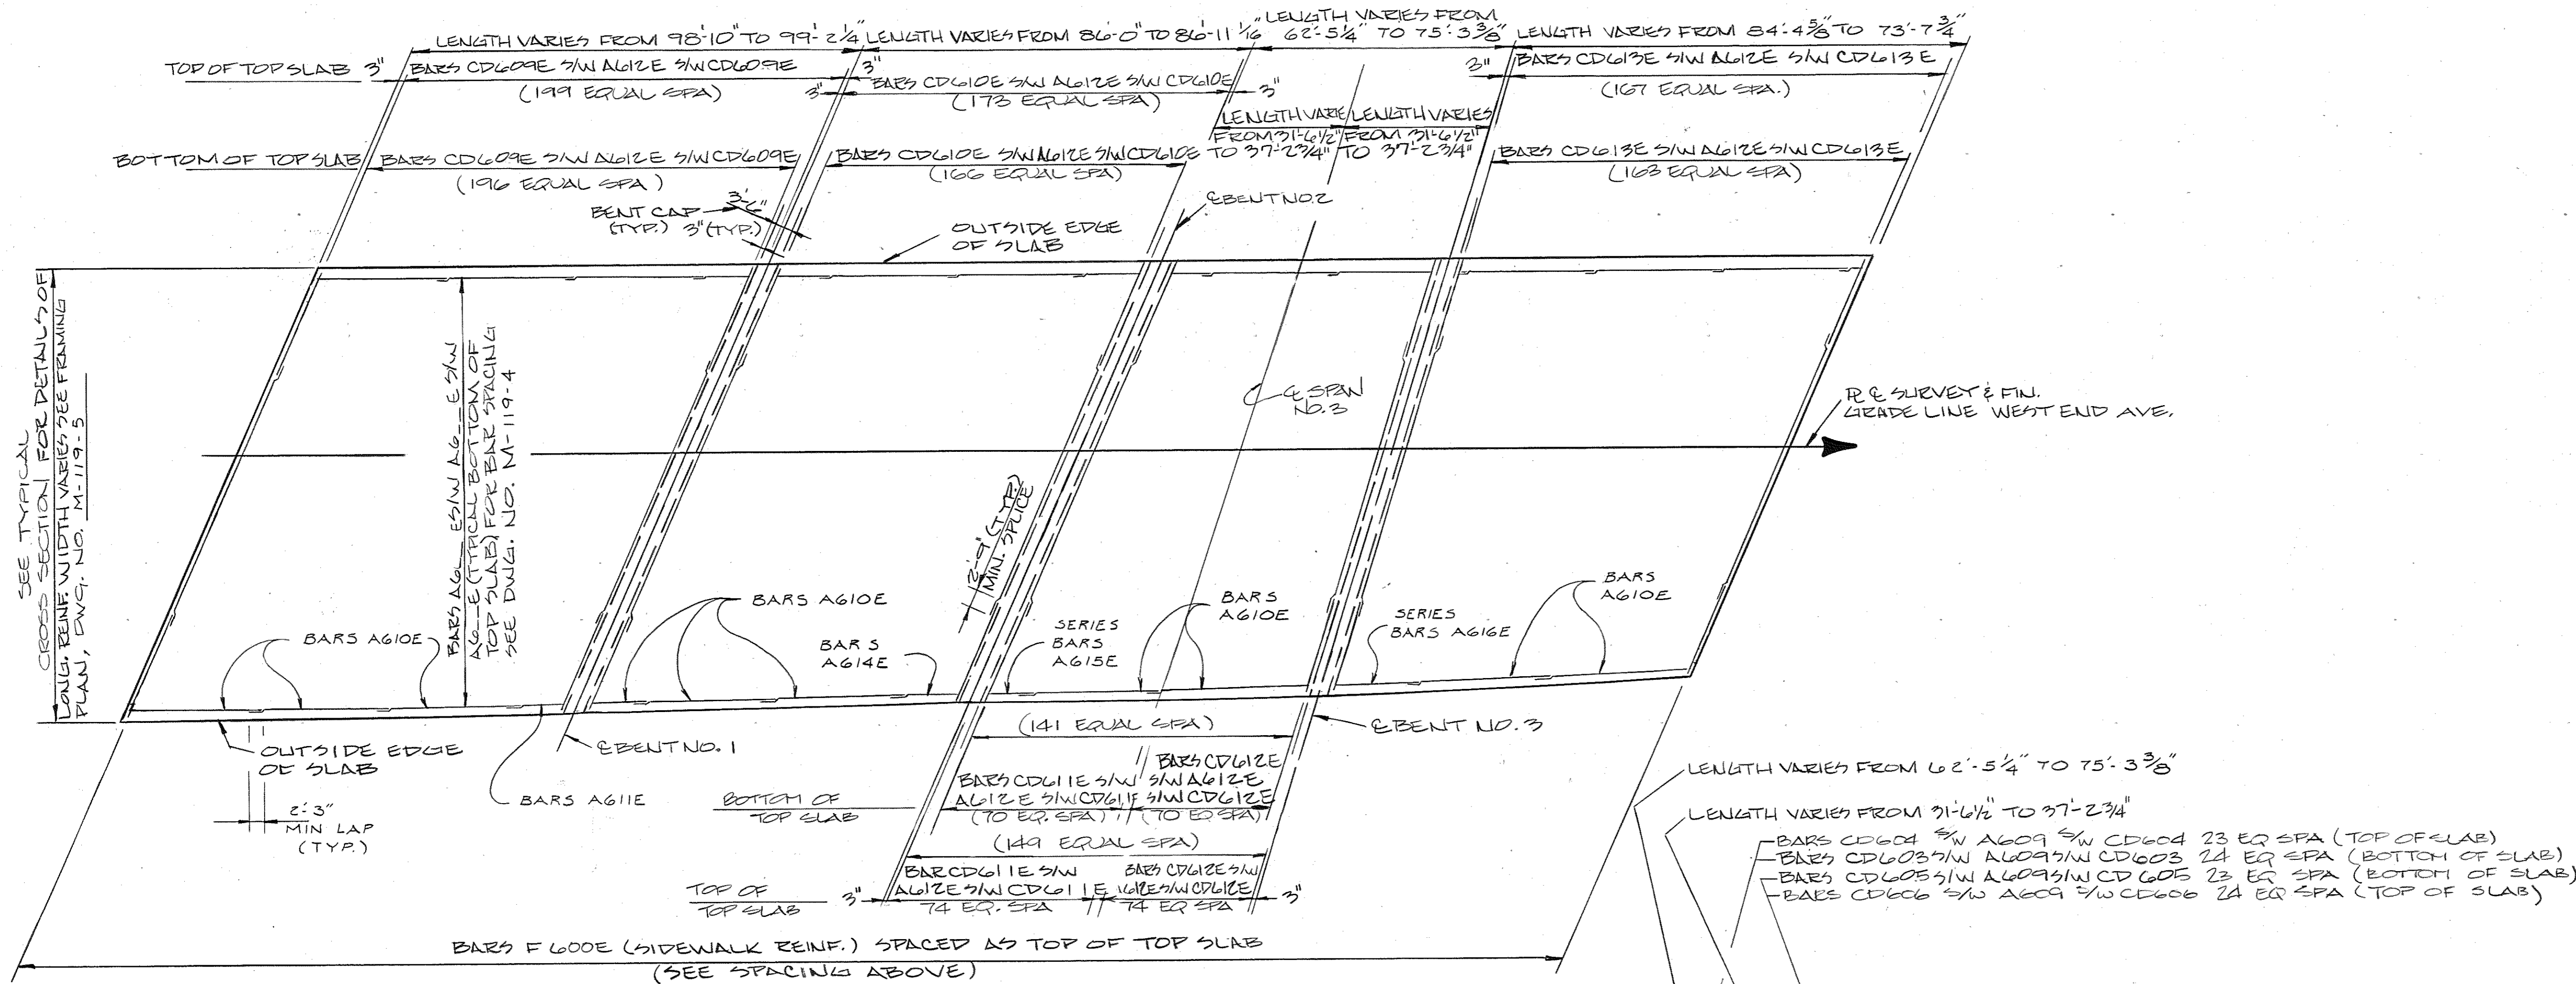 LENGTH VARIES FROM 98'-10" TO 99'-2¼"
LENGTH VARIES FROM 86'-0" TO 86'-11 1/16"
LENGTH VARIES FROM
62'-5¼" TO 75'-3⅜"
LENGTH VARIES FROM 84'-4⅝" TO 73'-7¾"
TOP OF TOP SLAB 3"
BARS CD609E S/W A612E S/W CD609E
(199 EQUAL SPA)
3"
3"
BARS CD610E S/W A612E S/W CD610E
(173 EQUAL SPA)
3"
3"
BARS CD613E S/W A612E S/W CD613E
(167 EQUAL SPA.)
LENGTH VARIE
FROM 31'-6½"
TO 37'-2¾"
LENGTH VARIES
FROM 31'-6½"
TO 37'-2¾"
BOTTOM OF TOP SLAB
BARS CD609E S/W A612E S/W CD609E
(196 EQUAL SPA)
BARS CD610E S/W A612E S/W CD610E
(166 EQUAL SPA)
BARS CD613E S/W A612E S/W CD613E
(163 EQUAL SPA)
BENT CAP
(TYP.)
3'-6"
3" (TYP.)
OUTSIDE EDGE
OF SLAB
℄ BENT NO. 2
SEE TYPICAL
CROSS SECTION FOR DETAILS OF
LONG. REINF. WIDTH VARIES SEE FRAMING
PLAN, DWG. NO. M-119-5
BARS A6__ E S/W A6__E S/W
A6__E (TYPICAL BOTTOM OF
TOP SLAB) FOR BAR SPACING
SEE DWG. NO. M-119-4
℄ SPAN
NO. 3
℄ SURVEY & FIN.
GRADE LINE WEST END AVE.
2'-9" (TYP.)
MIN. SPLICE
BARS A610E
BARS A610E
BARS
A614E
SERIES
BARS
A615E
BARS
A610E
SERIES
BARS A616E
BARS
A610E
OUTSIDE EDGE
OF SLAB
2'-3"
MIN LAP
(TYP.)
℄ BENT NO. 1
BARS A611E
(141 EQUAL SPA)
℄ BENT NO. 3
BOTTOM OF
TOP SLAB
BARS CD611E S/W
A612E S/W CD611E
(70 EQ. SPA)
BARS CD612E
S/W A612E
S/W CD612E
(70 EQ SPA)
(149 EQUAL SPA)
TOP OF
TOP SLAB
3"
BAR CD611E S/W
A612E S/W CD611E
74 EQ. SPA
BARS CD612E S/W
1612E S/W CD612E
74 EQ SPA
3"
BARS F600E (SIDEWALK REINF.) SPACED AS TOP OF TOP SLAB
(SEE SPACING ABOVE)
LENGTH VARIES FROM 62'-5¼" TO 75'-3⅜"
LENGTH VARIES FROM 31'-6½" TO 37'-2¾"
BARS CD604 S/W A609 S/W CD604 23 EQ SPA (TOP OF SLAB)
BARS CD603 S/W A609 S/W CD603 24 EQ SPA (BOTTOM OF SLAB)
BARS CD605 S/W A609 S/W CD605 23 EQ SPA (BOTTOM OF SLAB)
BARS CD606 S/W A609 S/W CD606 24 EQ SPA (TOP OF SLAB)